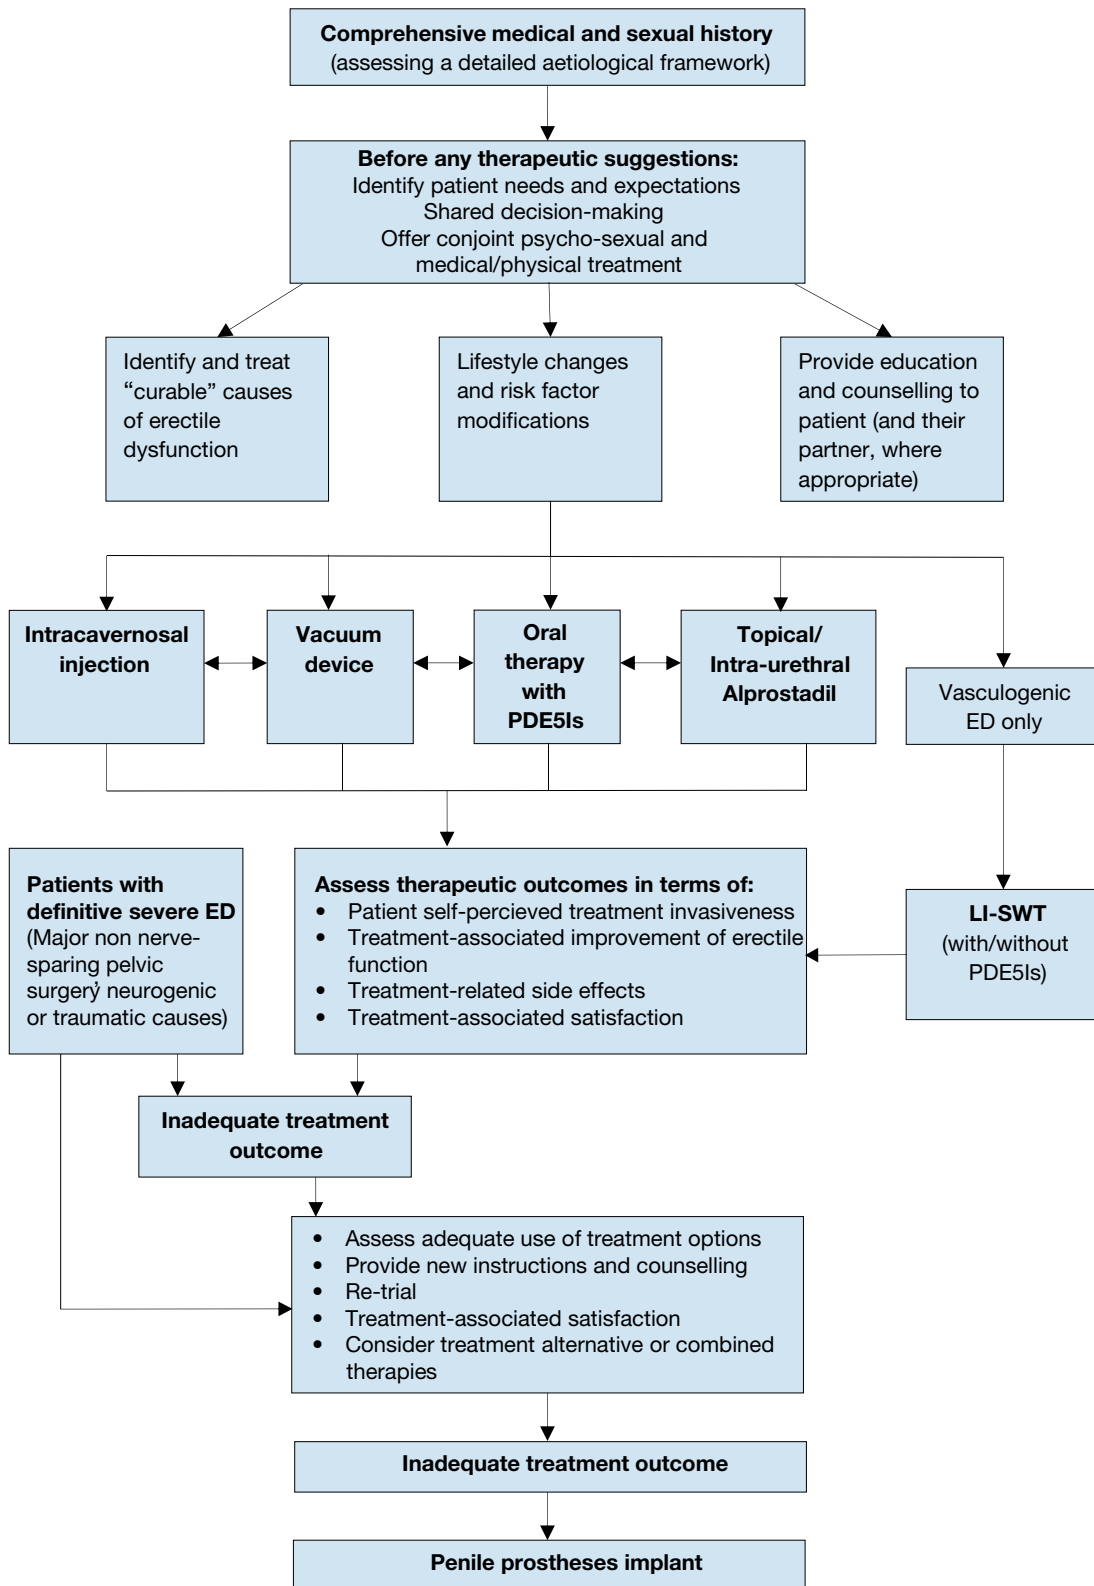 Comprehensive medical and sexual history
(assessing a detailed aetiological framework)
Before any therapeutic suggestions:
Identify patient needs and expectations
Shared decision-making
Offer conjoint psycho-sexual and
medical/physical treatment
Identify and treat
“curable” causes
of erectile
dysfunction
Lifestyle changes
and risk factor
modifications
Provide education
and counselling to
patient (and their
partner, where
appropriate)
Intracavernosal
injection
Vacuum
device
Oral
therapy
with
PDE5Is
Topical/
Intra-urethral
Alprostadil
Vasculogenic
ED only
Patients with
definitive severe ED
(Major non nerve-
sparing pelvic
surgery, neurogenic
or traumatic causes)
Assess therapeutic outcomes in terms of:
• Patient self-percieved treatment invasiveness
• Treatment-associated improvement of erectile
function
• Treatment-related side effects
• Treatment-associated satisfaction
LI-SWT
(with/without
PDE5Is)
Inadequate treatment
outcome
• Assess adequate use of treatment options
• Provide new instructions and counselling
• Re-trial
• Treatment-associated satisfaction
• Consider treatment alternative or combined
therapies
Inadequate treatment outcome
Penile prostheses implant